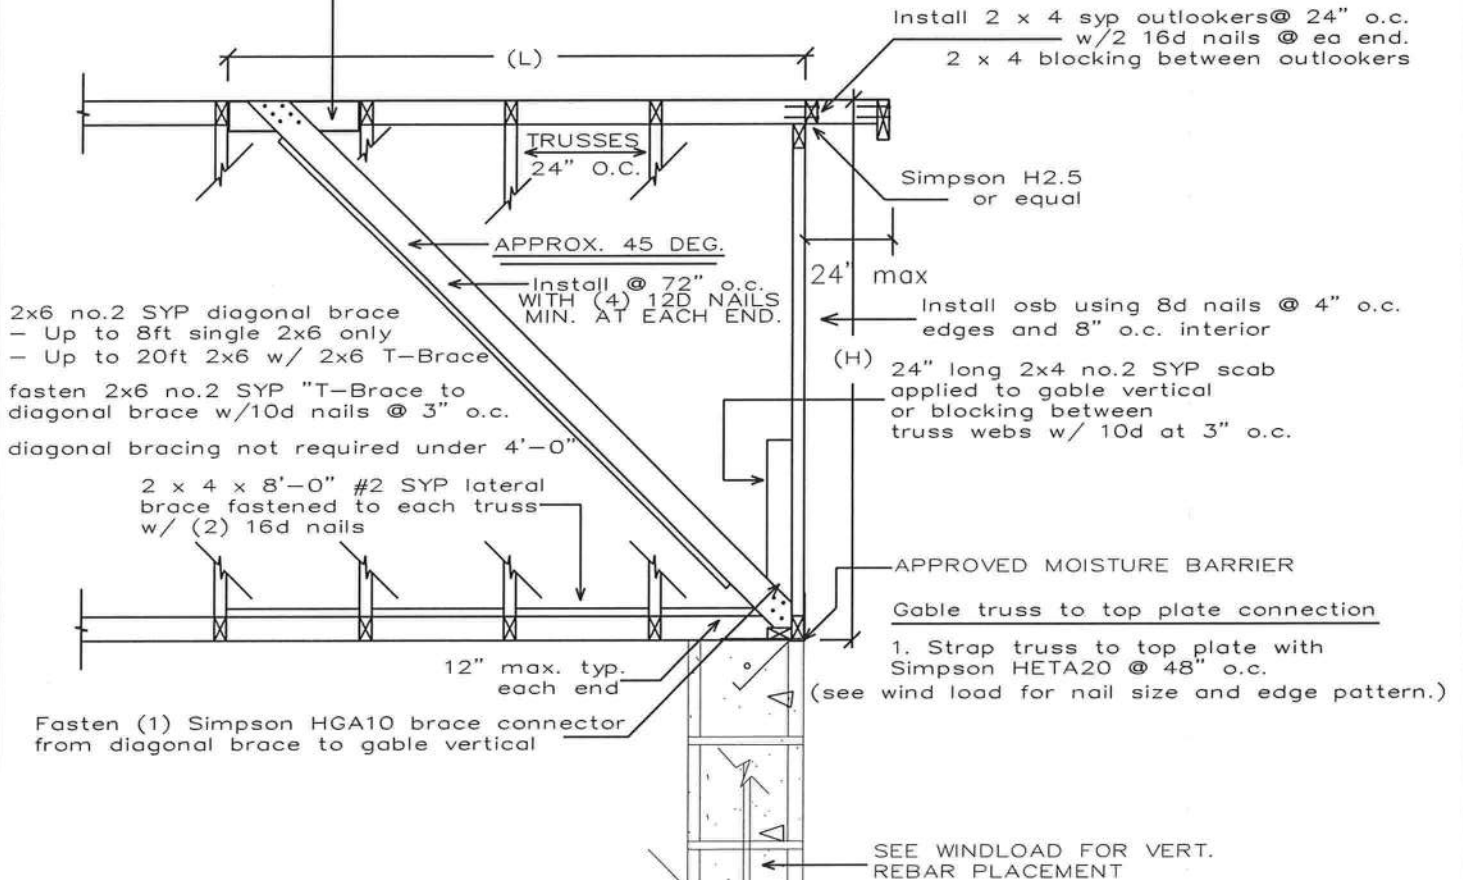 Install 2 x 4 syp outlookers@ 24" o.c.
w/2 16d nails @ ea end.
2 x 4 blocking between outlookers
(L)
TRUSSES
24" O.C.
Simpson H2.5
or equal
APPROX. 45 DEG.
24" max
Install @ 72" o.c.
WITH (4) 12D NAILS
MIN. AT EACH END.
Install osb using 8d nails @ 4" o.c.
edges and 8" o.c. interior
2x6 no.2 SYP diagonal brace
- Up to 8ft single 2x6 only
- Up to 20ft 2x6 w/ 2x6 T-Brace
(H)
24" long 2x4 no.2 SYP scab
applied to gable vertical
or blocking between
truss webs w/ 10d at 3" o.c.
fasten 2x6 no.2 SYP "T-Brace to
diagonal brace w/10d nails @ 3" o.c.
diagonal bracing not required under 4'-0"
2 x 4 x 8'-0" #2 SYP lateral
brace fastened to each truss
w/ (2) 16d nails
APPROVED MOISTURE BARRIER
Gable truss to top plate connection
1. Strap truss to top plate with
Simpson HETA20 @ 48" o.c.
(see wind load for nail size and edge pattern.)
12" max. typ.
each end
Fasten (1) Simpson HGA10 brace connector
from diagonal brace to gable vertical
SEE WINDLOAD FOR VERT.
REBAR PLACEMENT